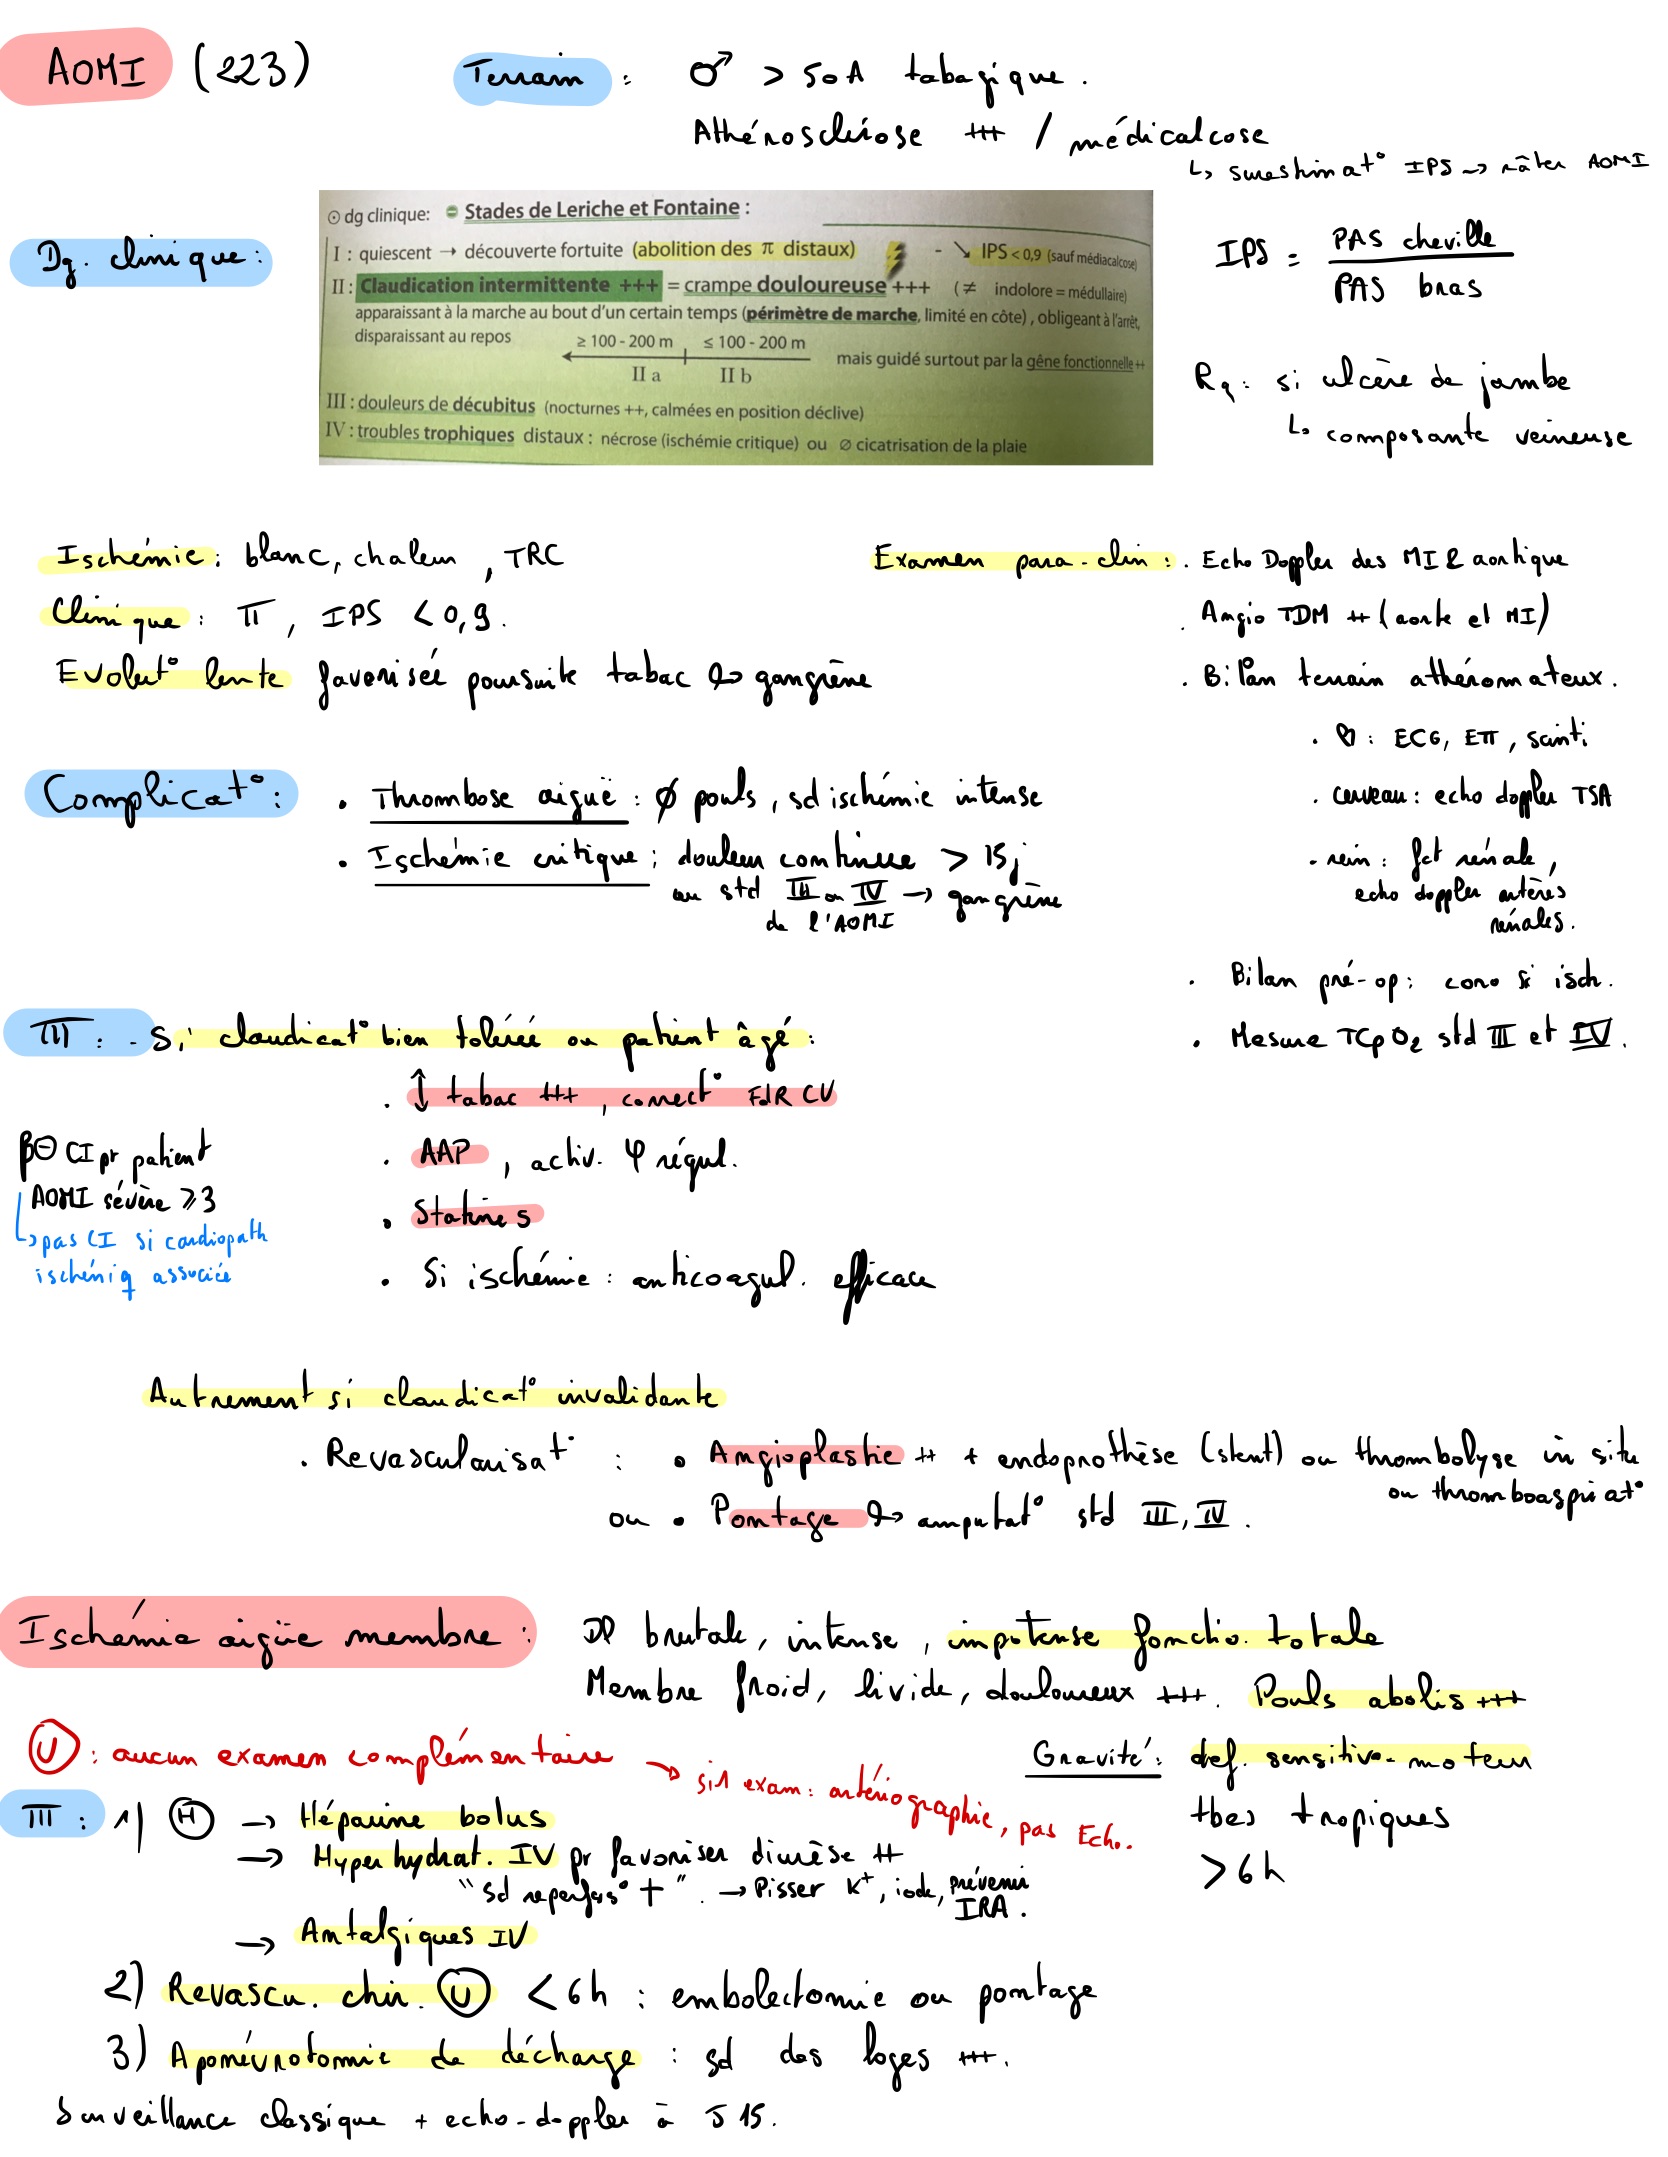 AOMI (223)
Terrain : ♂ > 50A tabagique.
Athérosclérose +++ / médicalcose
↳ surestimat° IPS → râter AOMI
Dg. clinique :
⊙ dg clinique: ⊖ Stades de Leriche et Fontaine :
I : quiescent → découverte fortuite (abolition des π distaux) - ↘ IPS < 0,9 (sauf médiacalcose)
II : Claudication intermittente +++ = crampe douloureuse +++ (≠ indolore = médullaire)
apparaissant à la marche au bout d'un certain temps (périmètre de marche, limité en côte), obligeant à l'arrêt,
disparaissant au repos
≥ 100 - 200 m ≤ 100 - 200 m
mais guidé surtout par la gêne fonctionnelle ++
II a II b
III : douleurs de décubitus (nocturnes ++, calmées en position déclive)
IV : troubles trophiques distaux : nécrose (ischémie critique) ou ∅ cicatrisation de la plaie
IPS = PAS cheville
PAS bras
Rq : si ulcère de jambe
↳ composante veineuse
Ischémie : blanc, chaleur, TRC
Clinique : π, IPS < 0,9.
Evolut° lente favorisée poursuite tabac ↪ gangrène
Examen para-clin : . Echo Doppler des MI & aortique
. Angio TDM ++ (aorte et MI)
. Bilan terrain athéromateux.
. ♡ : ECG, ETT, scinti
. cerveau : echo doppler TSA
. rein : fct rénale,
echo doppler artères
rénales.
. Bilan pré-op : coro si isch.
. Mesure TCpO2 std III et IV.
Complicat° :
. Thrombose aiguë : ∅ pouls, sd ischémie intense
. Ischémie critique : douleur continue > 15j
au std III ou IV → gangrène
de l'AOMI
TTT : - Si claudicat° bien tolérée ou patient âgé :
. ↑ tabac +++, correct° FdR CV
. AAP, activ. φ régul.
. Statines
. Si ischémie : anticoagul. efficace
β⊖ CI pr patient
AOMI sévère ≥ 3
↳ pas CI si cardiopath
ischéniq associée
Autrement si claudicat° invalidante
. Revascularisat° : • Angioplastie ++ + endoprothèse (stent) ou thrombolyse in situ
ou thromboaspirat°
ou • Pontage ↪ amputat° std III, IV.
Ischémie aigüe membre : Dl brutale, intense, impotense fonctio. totale
Membre froid, livide, douloureux +++. Pouls abolis +++
Ⓤ : aucun examen complémentaire
→ si 1 exam : artériographie, pas Echo.
Gravité : def. sensitivo-moteur
tbes tropiques
> 6h
TTT : 1) Ⓗ → Héparine bolus
→ Hyperhydrat. IV pr favoriser diurèse ++
"sd reperfus° +". → Pisser K+, iode, prévenir
IRA.
→ Antalgiques IV
2) Revascu. chir. Ⓤ < 6h : embolectomie ou pontage
3) Aponévrotomie de décharge : sd des loges +++.
Surveillance classique + echo-doppler à J15.